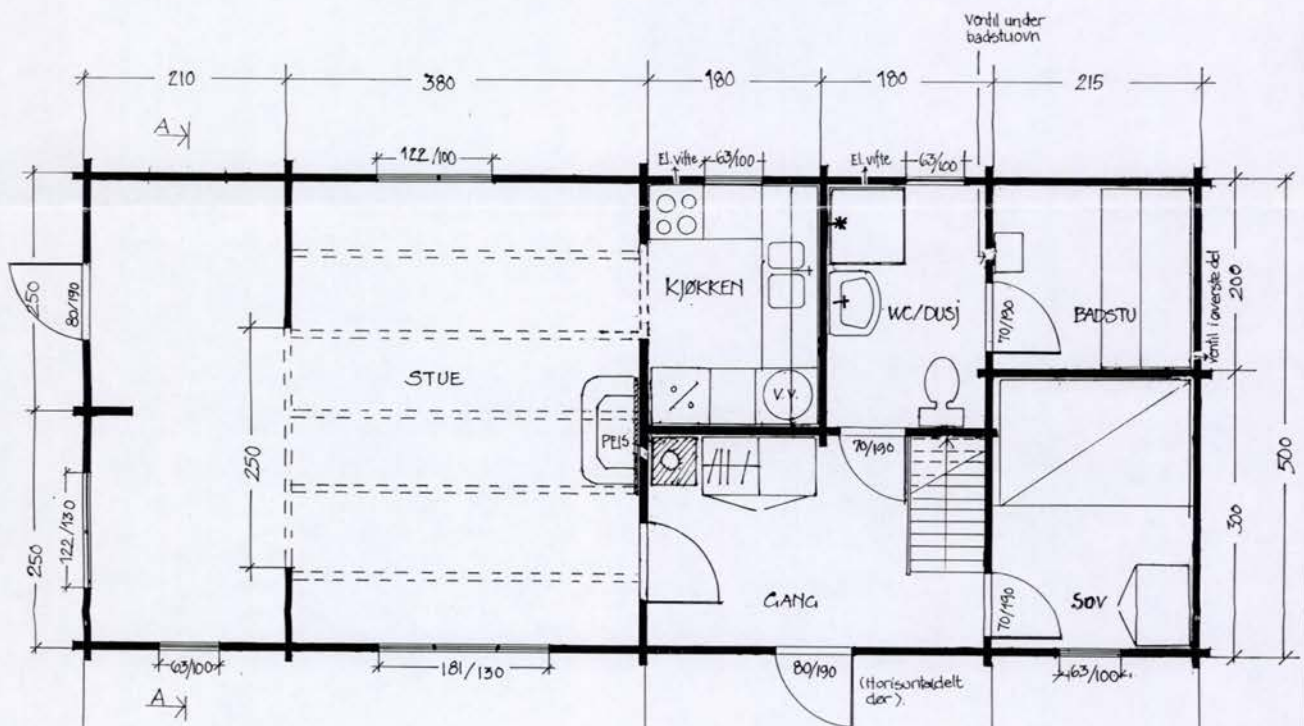 Ventil under
badstuovn
210
380
180
180
215
A
122/100
El.vifte
63/100
El.vifte
63/100
250
80/190
KJØKKEN
WC/DUSJ
70/190
BADSTU
Ventil i øverste del
200
STUE
V.V.
500
PEIS
70/190
250
122/130
250
300
GANG
70/190
SOV
63/100
181/130
80/190
(Horisontaldelt
dør).
63/100
A